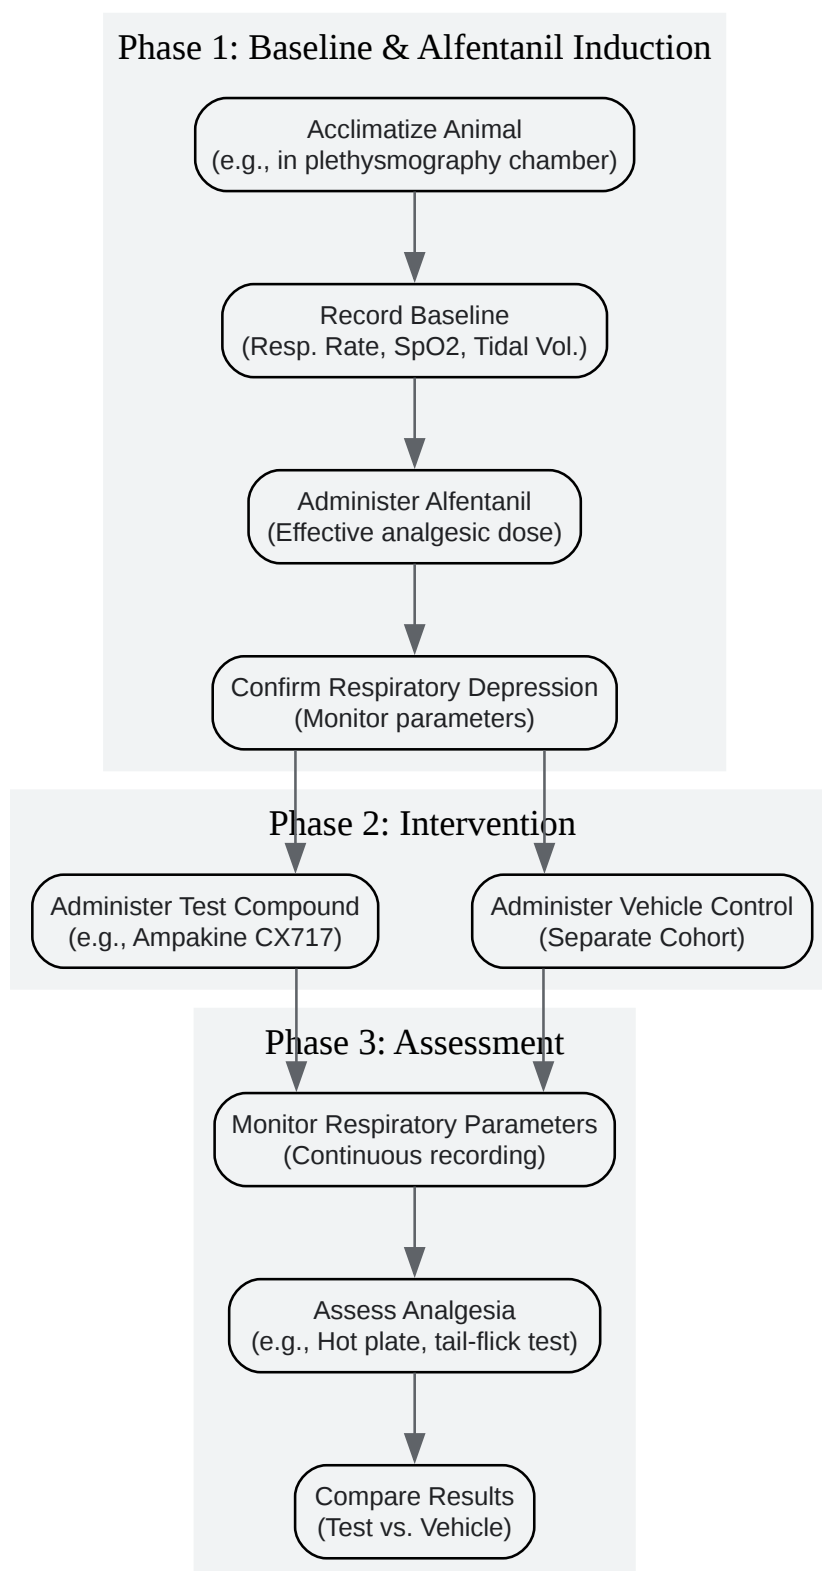 Phase 1: Baseline & Alfentanil Induction
Acclimatize Animal
(e.g., in plethysmography chamber)
Record Baseline
(Resp. Rate, SpO2, Tidal Vol.)
Administer Alfentanil
(Effective analgesic dose)
Confirm Respiratory Depression
(Monitor parameters)
Phase 2: Intervention
Administer Test Compound
(e.g., Ampakine CX717)
Administer Vehicle Control
(Separate Cohort)
Phase 3: Assessment
Monitor Respiratory Parameters
(Continuous recording)
Assess Analgesia
(e.g., Hot plate, tail-flick test)
Compare Results
(Test vs. Vehicle)